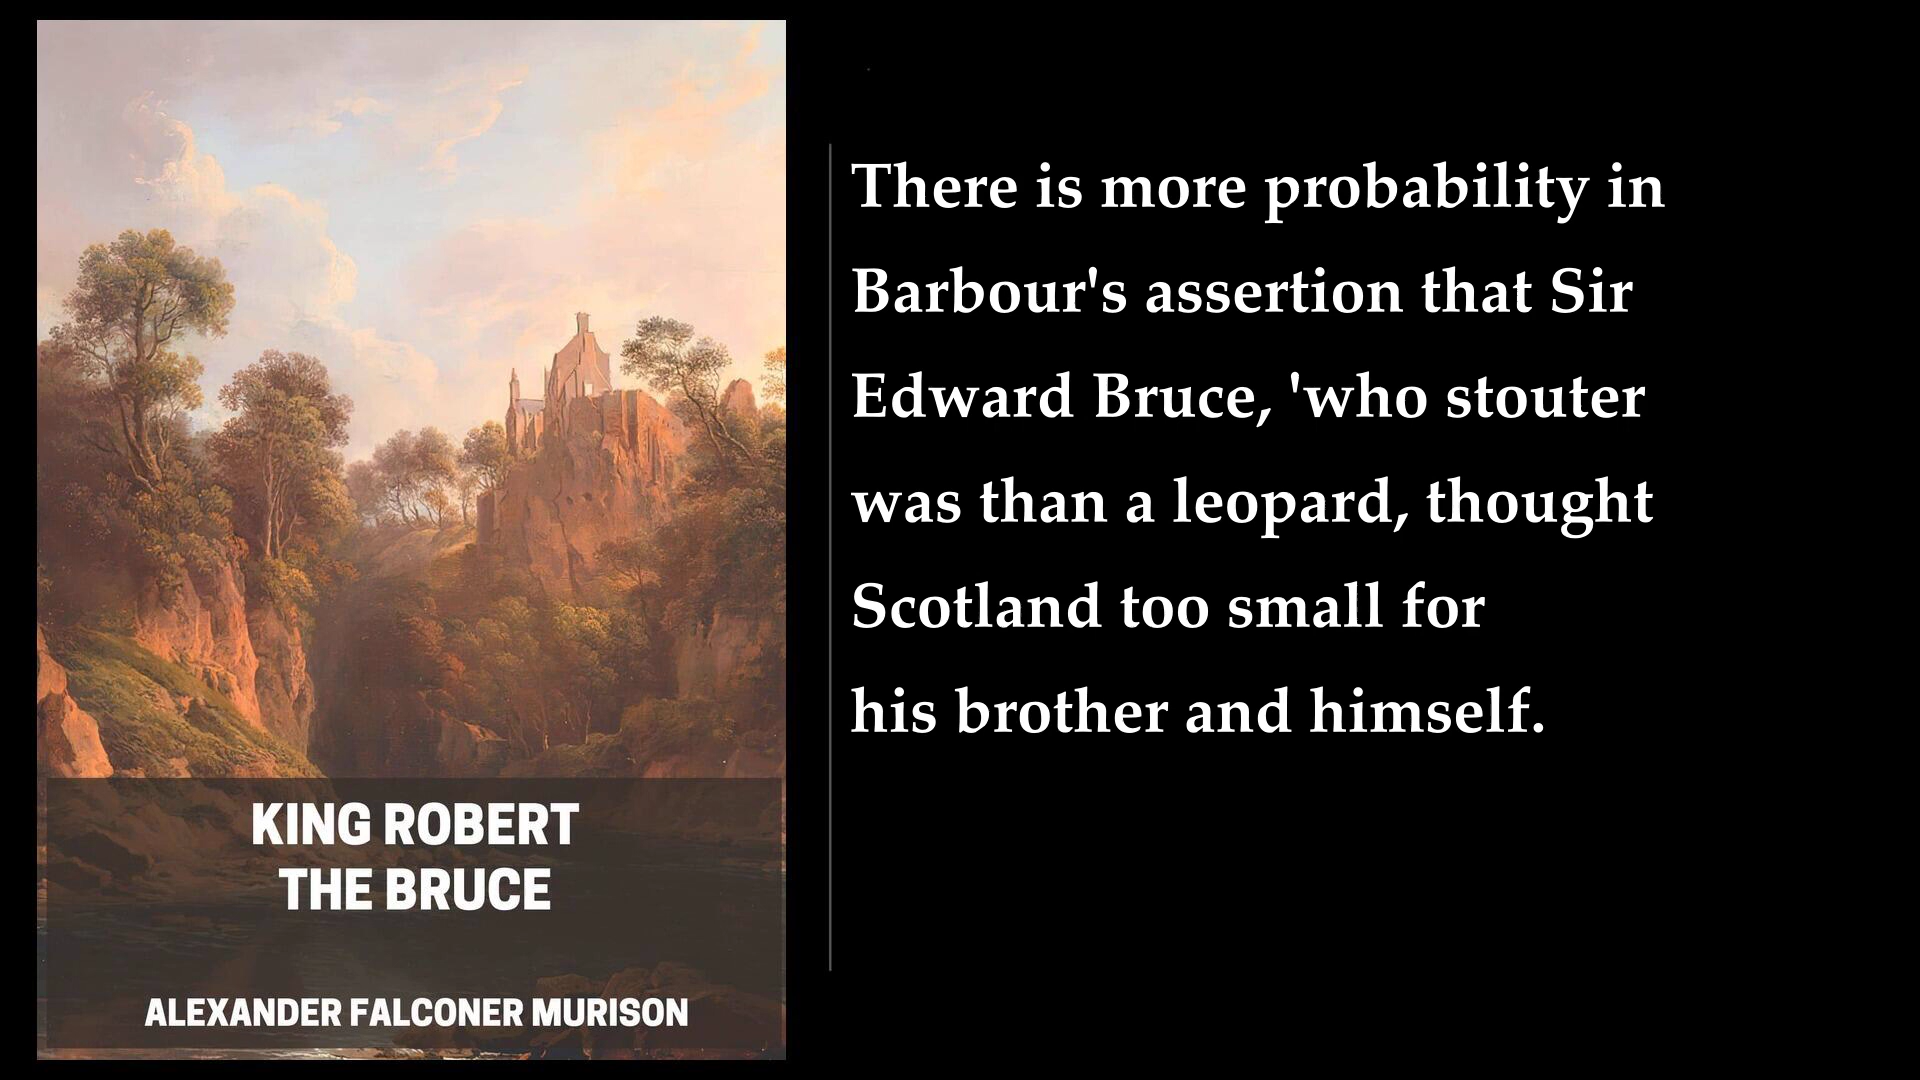 KING ROBERT
THE BRUCE
ALEXANDER FALCONER MURISON
There is more probability in
Barbour's assertion that Sir
Edward Bruce, 'who stouter
was than a leopard, thought
Scotland too small for
his brother and himself.